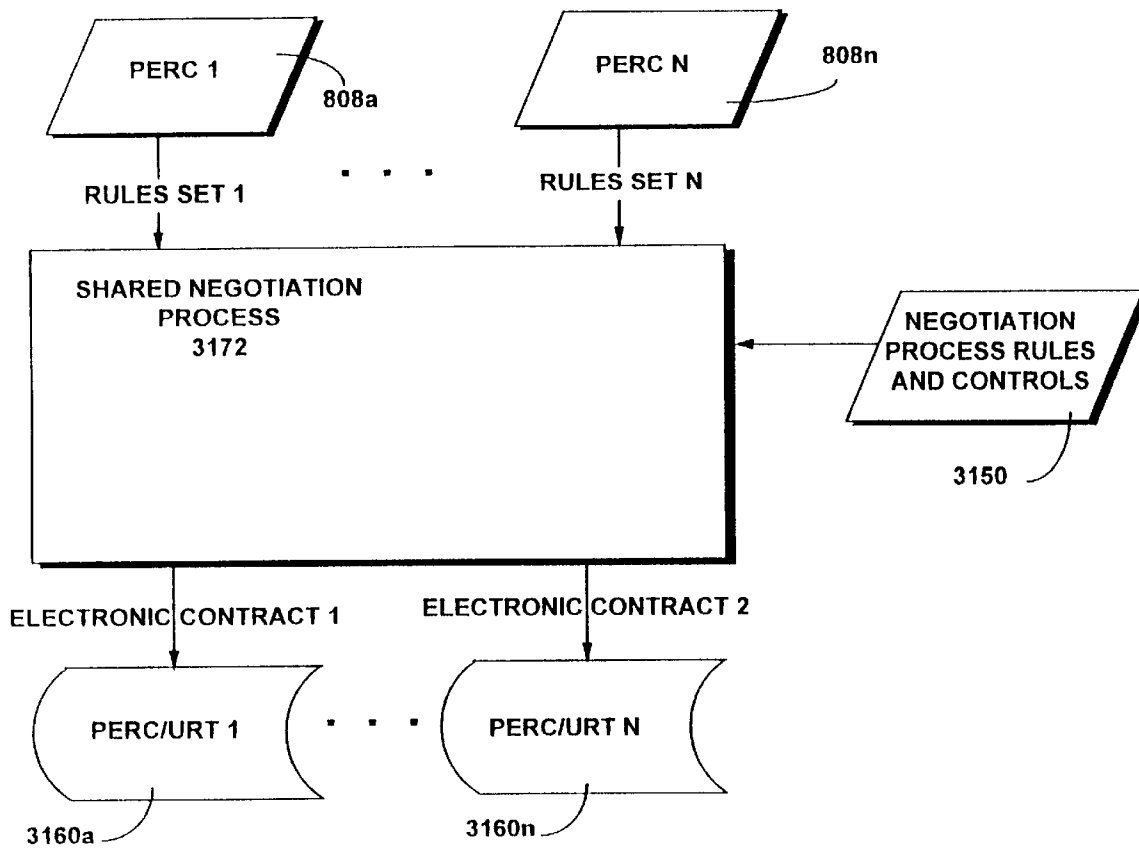 PERC 1
808a
PERC N
808n
RULES SET 1
. . .
RULES SET N
SHARED NEGOTIATION
PROCESS
3172
NEGOTIATION
PROCESS RULES
AND CONTROLS
3150
ELECTRONIC CONTRACT 1
ELECTRONIC CONTRACT 2
PERC/URT 1
. . .
PERC/URT N
3160a
3160n